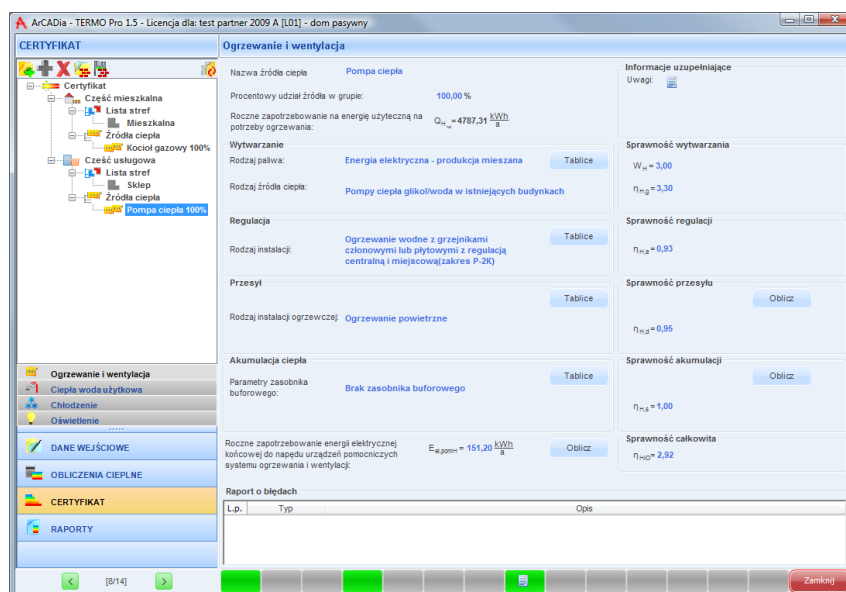 ArCADia - TERMO Pro 1.5 - Licencja dla: test partner 2009 A [L01] - dom pasywny
CERTYFIKAT
Certyfikat
Część mieszkalna
Lista stref
Mieszkalna
Źródła ciepła
Kocioł gazowy 100%
Cześć usługowa
Lista stref
Sklep
Źródła ciepła
Pompa ciepła 100%
Ogrzewanie i wentylacja
Ciepła woda użytkowa
Chłodzenie
Oświetlenie
DANE WEJŚCIOWE
OBLICZENIA CIEPLNE
CERTYFIKAT
RAPORTY
[8/14]
Ogrzewanie i wentylacja
Nazwa źródła ciepła Pompa ciepła
Procentowy udział źródła w grupie: 100,00 %
Roczne zapotrzebowanie na energię użyteczną na
potrzeby ogrzewania:
= 4787,31 kWh/a
Informacje uzupełniające
Uwagi:
Wytwarzanie
Rodzaj paliwa: Energia elektryczna - produkcja mieszana Tablice
Rodzaj źródła ciepła: Pompy ciepła glikol/woda w istniejących budynkach
Sprawność wytwarzania
W H = 3,00
η H,g = 3,30
Regulacja
Tablice
Rodzaj instalacji: Ogrzewanie wodne z grzejnikami
członowymi lub płytowymi z regulacją
centralną i miejscową(zakres P-2K)
Sprawność regulacji
η H,e = 0,93
Przesył
Tablice
Rodzaj instalacji ogrzewczej: Ogrzewanie powietrzne
Sprawność przesyłu
Oblicz
η H,d = 0,95
Akumulacja ciepła
Tablice
Parametry zasobnika
buforowego: Brak zasobnika buforowego
Sprawność akumulacji
Oblicz
η H,s = 1,00
Roczne zapotrzebowanie energii elektrycznej
końcowej do napędu urządzeń pomocniczych
systemu ogrzewania i wentylacji:
E el,pomH = 151,20 kWh/a Oblicz
Sprawność całkowita
η HtO = 2,92
Raport o błędach
L.p. Typ Opis
Zamknij